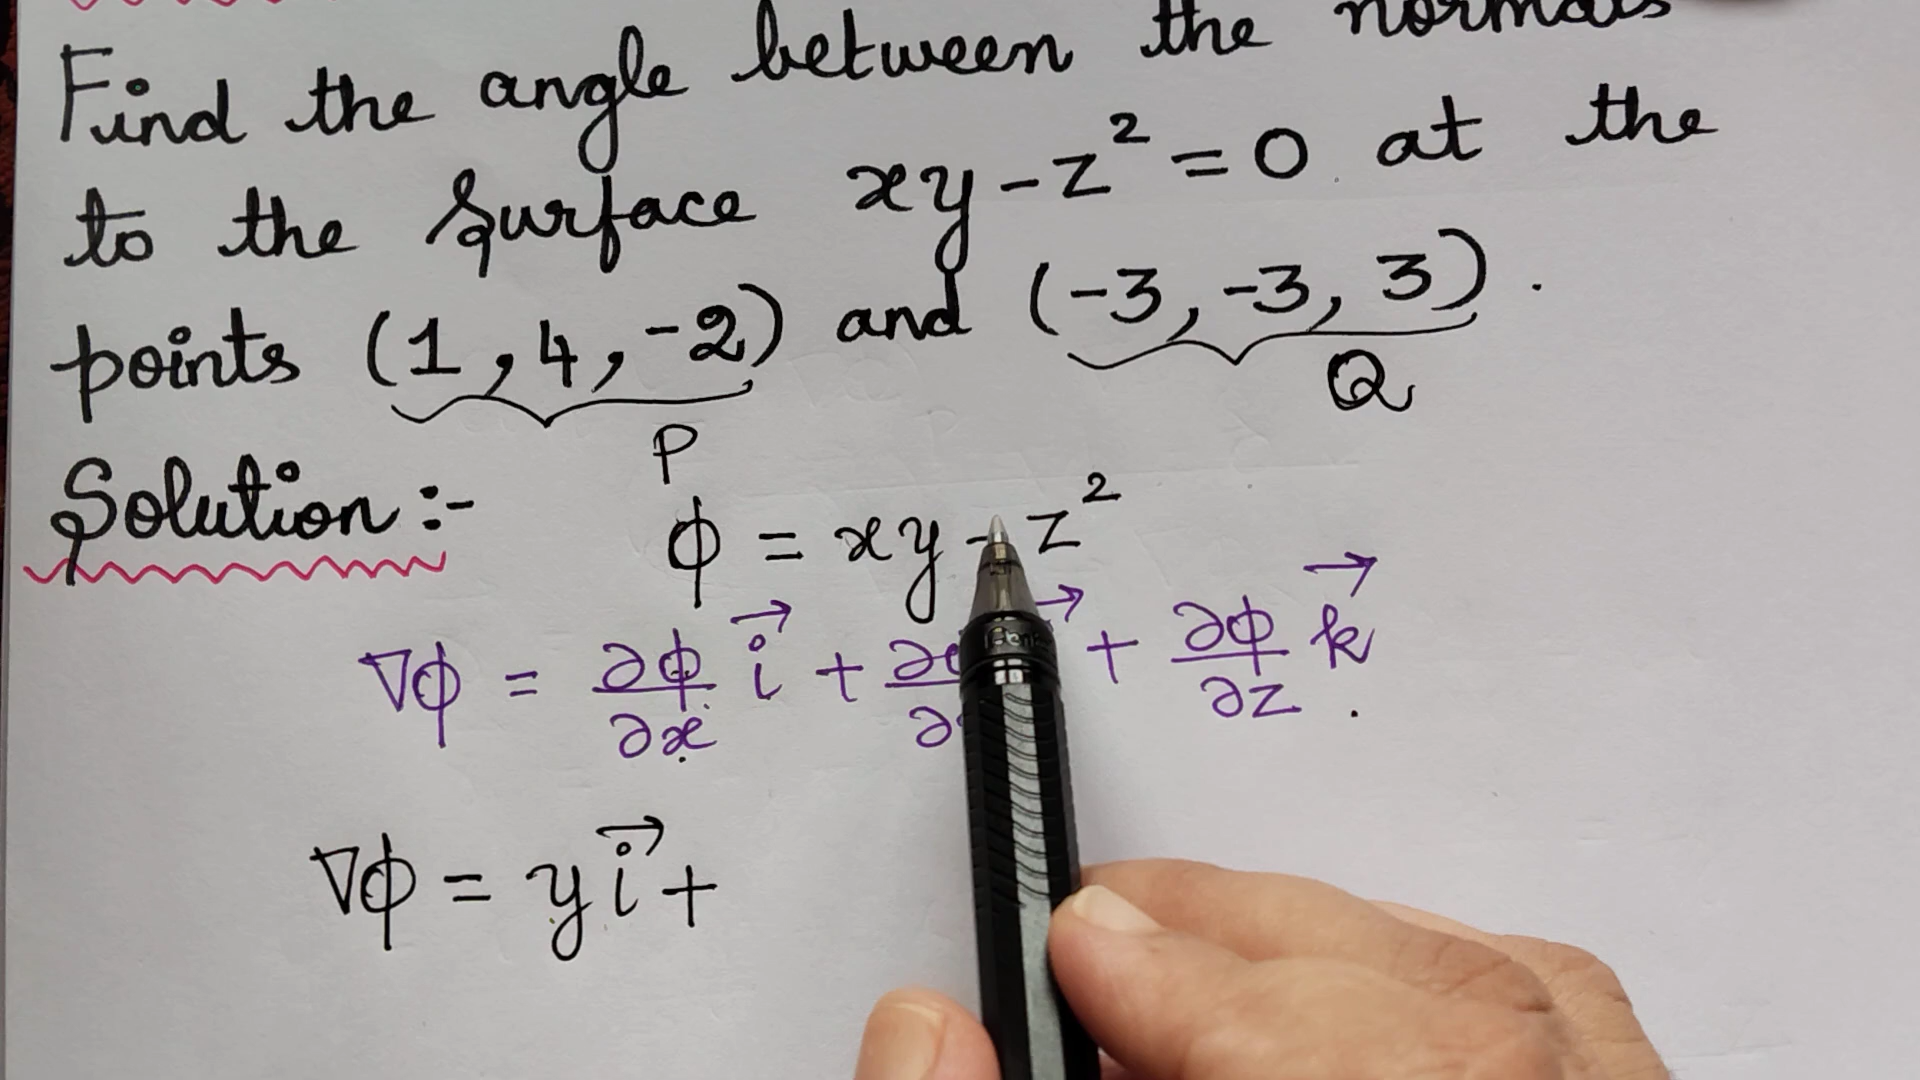 Find the angle between the normals
to the surface xy - z² = 0 at the
points (1, 4, -2) and (-3, -3, 3).
P Q
Solution :- ϕ = xy - z²
∇ϕ = ∂ϕ/∂x i⃗ + + ∂ϕ/∂z k⃗
∇ϕ = y i⃗ +